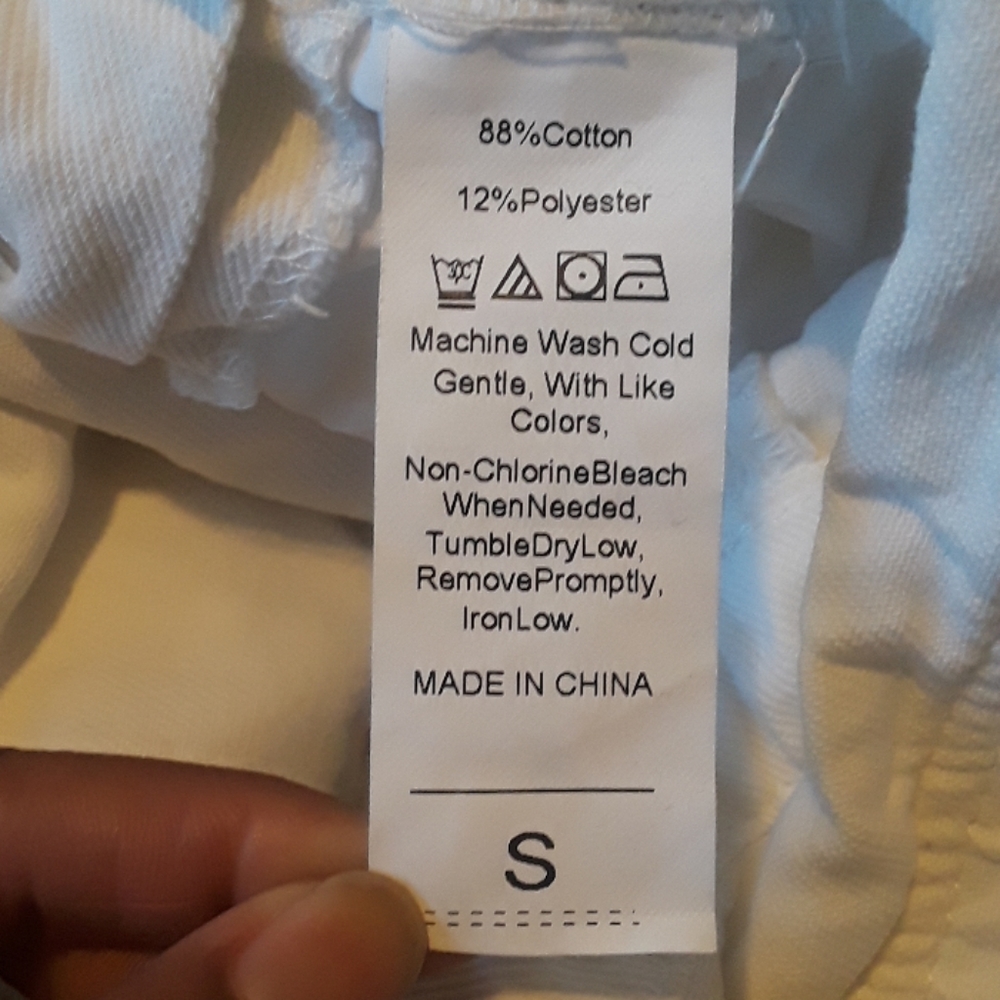 88%Cotton
12%Polyester
30C
Machine Wash Cold
Gentle, With Like
Colors,
Non-ChlorineBleach
WhenNeeded,
TumbleDryLow,
RemovePromptly,
IronLow.
MADE IN CHINA
S